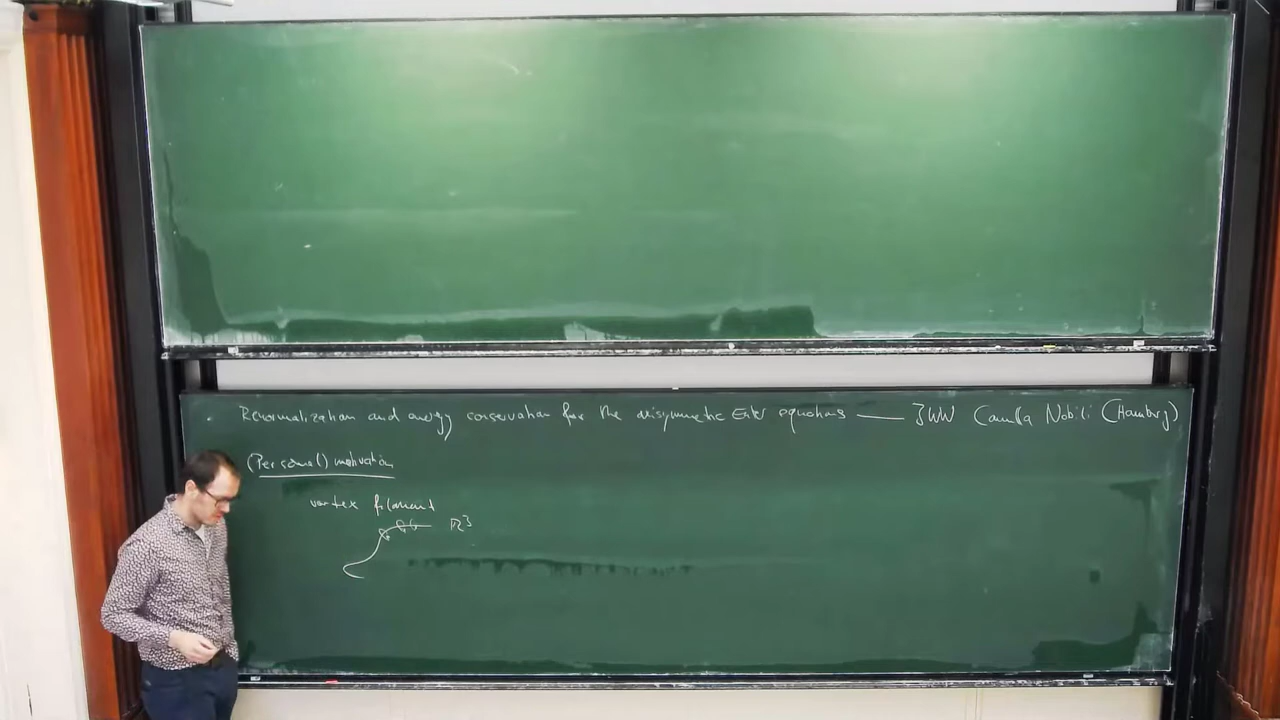 Renormalization and energy conservation for the axisymmetric Euler equations — JWW Camilla Nobili (Hamburg)
(Personal) motivation
vortex filament
ℝ³